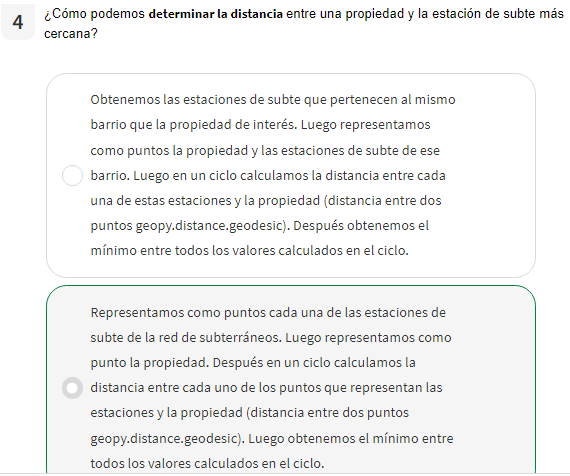 4
¿Cómo podemos determinar la distancia entre una propiedad y la estación de subte más
cercana?
Obtenemos las estaciones de subte que pertenecen al mismo
barrio que la propiedad de interés. Luego representamos
como puntos la propiedad y las estaciones de subte de ese
barrio. Luego en un ciclo calculamos la distancia entre cada
una de estas estaciones y la propiedad (distancia entre dos
puntos geopy.distance.geodesic). Después obtenemos el
mínimo entre todos los valores calculados en el ciclo.
Representamos como puntos cada una de las estaciones de
subte de la red de subterráneos. Luego representamos como
punto la propiedad. Después en un ciclo calculamos la
distancia entre cada uno de los puntos que representan las
estaciones y la propiedad (distancia entre dos puntos
geopy.distance.geodesic). Luego obtenemos el mínimo entre
todos los valores calculados en el ciclo.